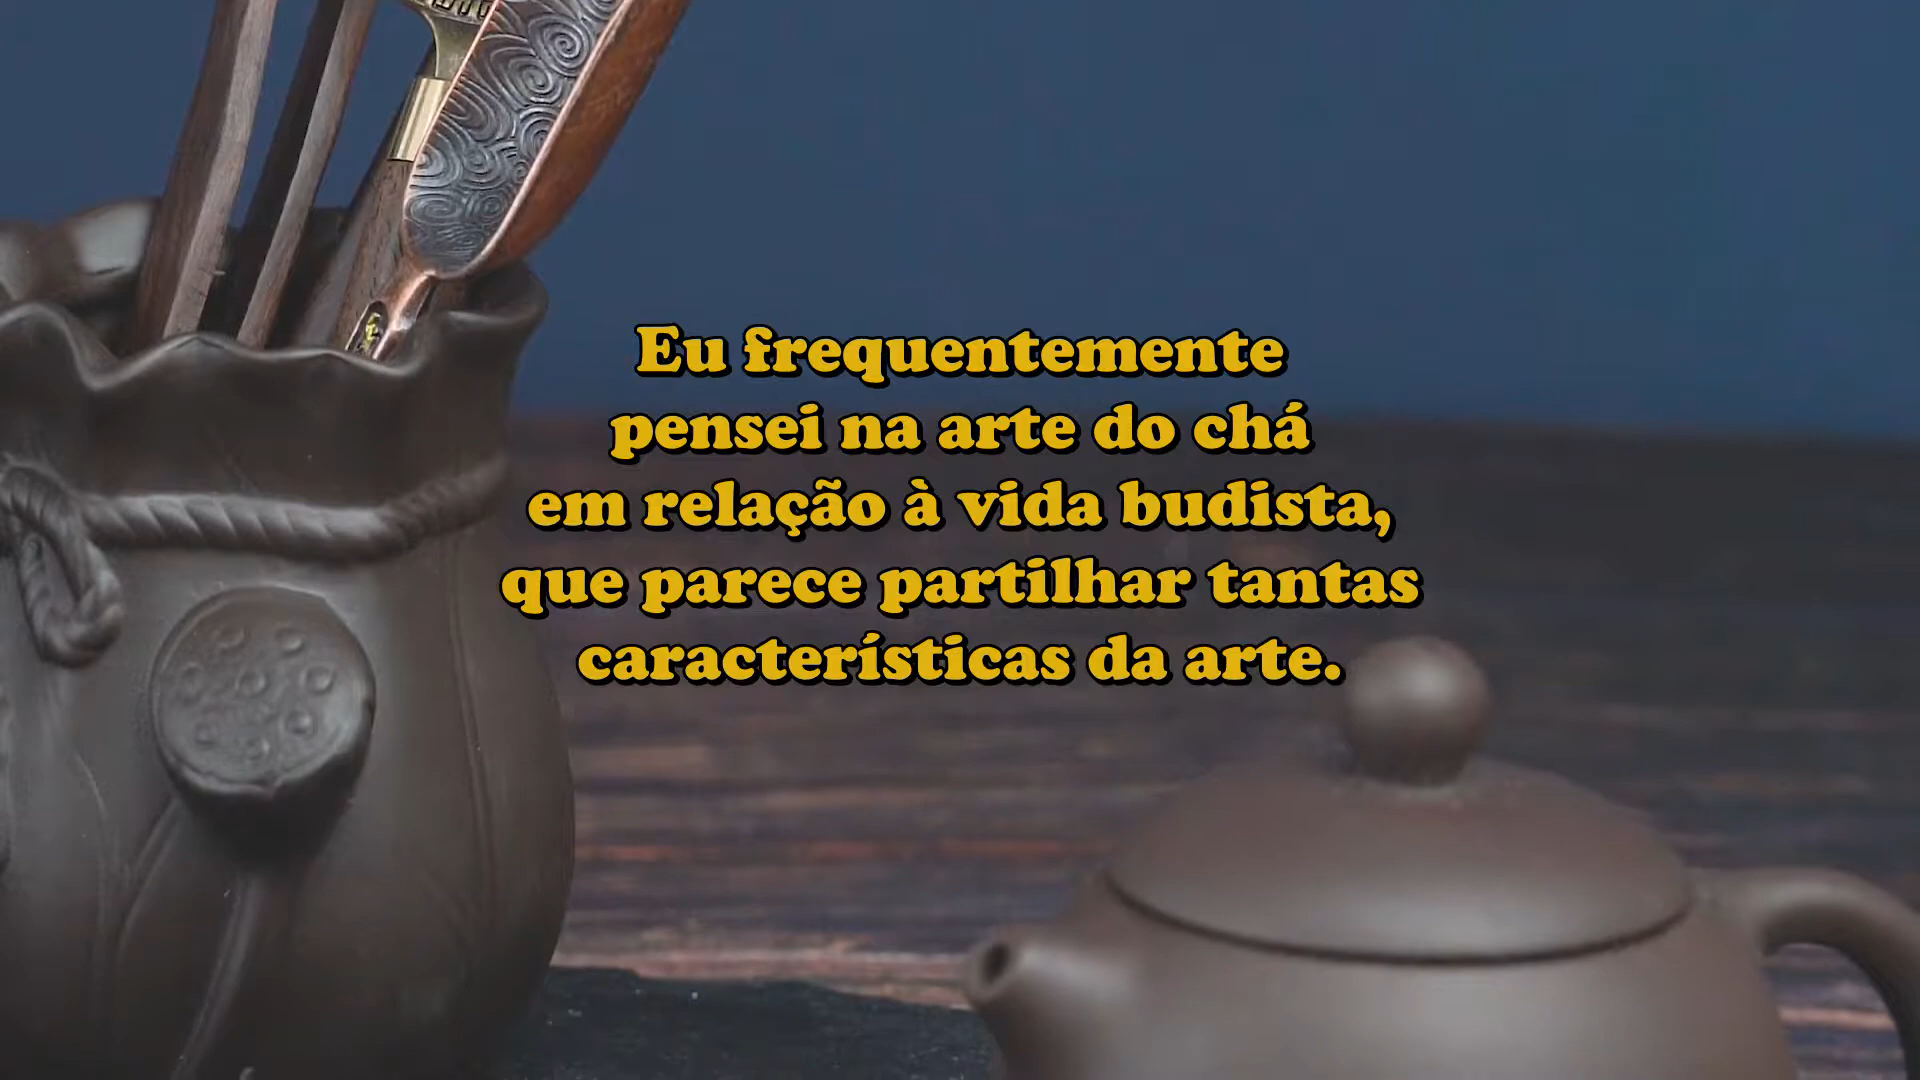 Eu frequentemente
pensei na arte do chá
em relação à vida budista,
que parece partilhar tantas
características da arte.